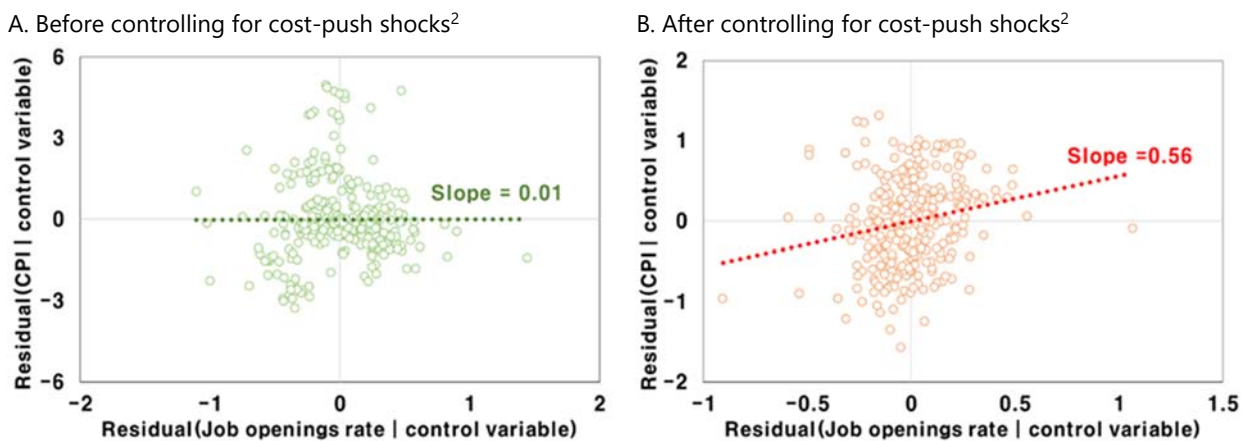 A. Before controlling for cost-push shocks²
B. After controlling for cost-push shocks²
Residual(CPI | control variable)
6
3
0
−3
−6
Slope = 0.01
−2
−1
0
1
2
Residual(Job openings rate | control variable)
Residual(CPI | control variable)
2
1
0
−1
−2
Slope =0.56
−1
−0.5
0
0.5
1
1.5
Residual(Job openings rate | control variable)